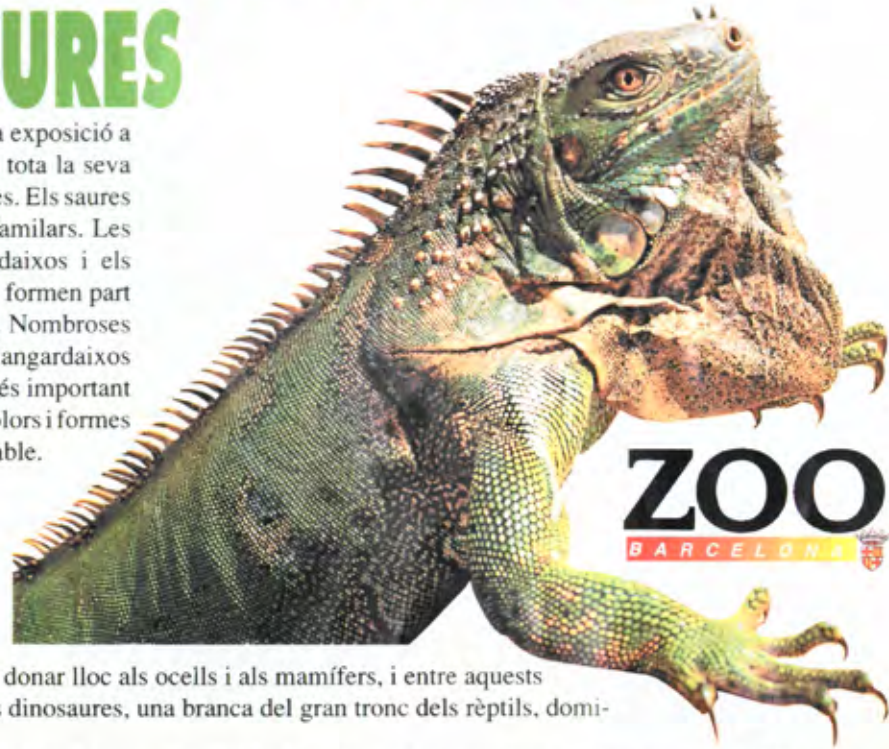 URES
exposició a
tota la seva
es. Els saures
amilars. Les
daixos i els
formen part
. Nombroses
angardaixos
és important
olors i formes
able.
ZOO
BARCELONA
donar lloc als ocells i als mamífers, i entre aquests
s dinosaures, una branca del gran tronc dels rèptils, domi-